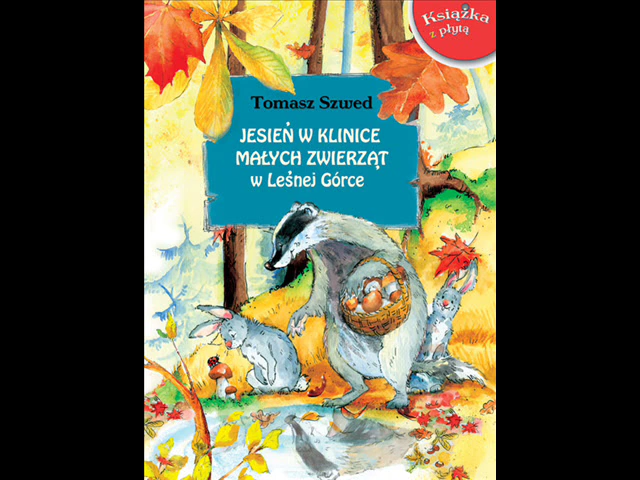 Książka
z płytą
Tomasz Szwed
JESIEŃ W KLINICE
MAŁYCH ZWIERZĄT
w Leśnej Górce